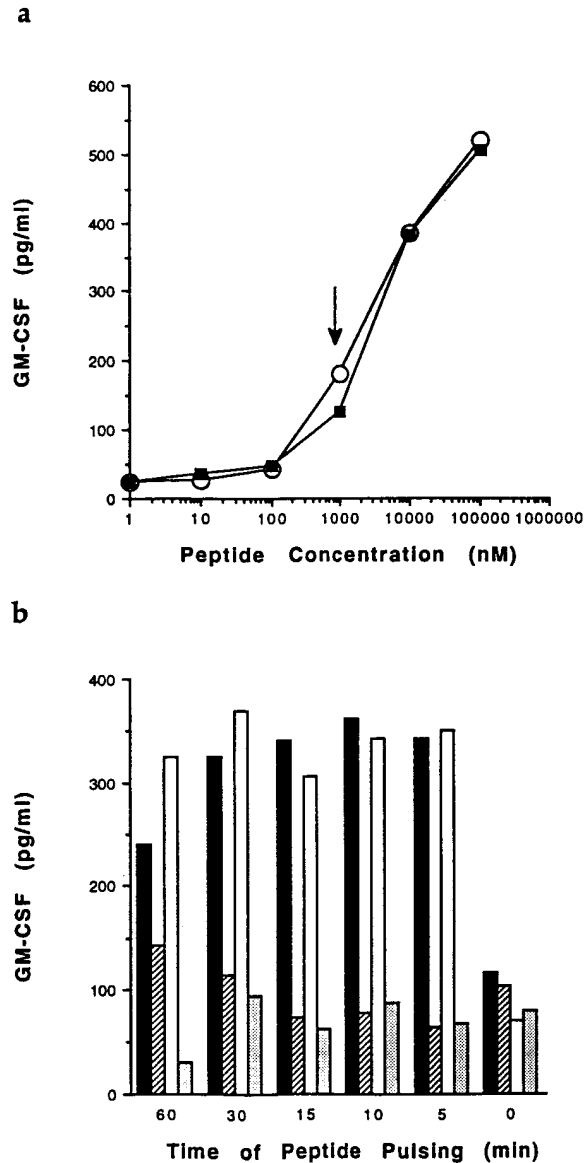 a
600
500
400
300
200
100
0
GM-CSF (pg/ml)
1 10 100 1000 10000 100000 1000000
Peptide Concentration (nM)
b
400
300
200
100
0
GM-CSF (pg/ml)
60 30 15 10 5 0
Time of Peptide Pulsing (min)